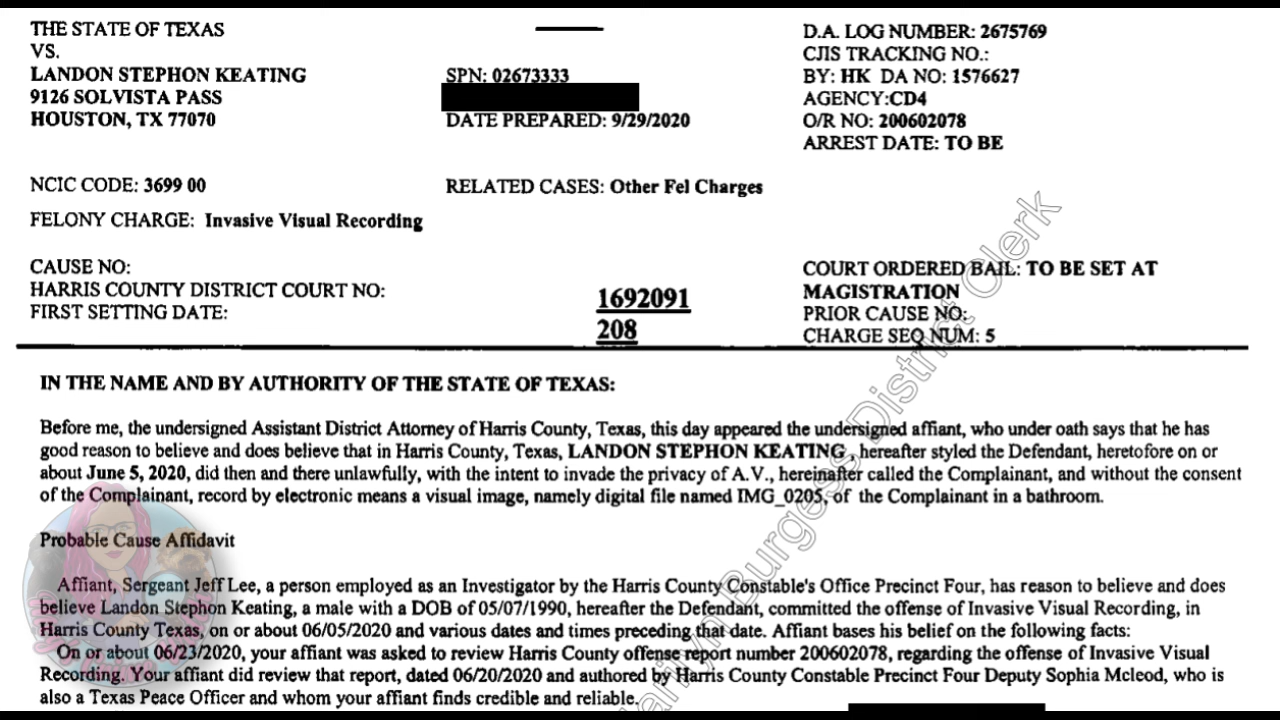 THE STATE OF TEXAS
VS.
LANDON STEPHON KEATING
9126 SOLVISTA PASS
HOUSTON, TX 77070
SPN: 02673333
DATE PREPARED: 9/29/2020
D.A. LOG NUMBER: 2675769
CJIS TRACKING NO.:
BY: HK DA NO: 1576627
AGENCY:CD4
O/R NO: 200602078
ARREST DATE: TO BE
NCIC CODE: 3699 00
RELATED CASES: Other Fel Charges
FELONY CHARGE: Invasive Visual Recording
CAUSE NO:
HARRIS COUNTY DISTRICT COURT NO:
FIRST SETTING DATE:
1692091
208
COURT ORDERED BAIL: TO BE SET AT
MAGISTRATION
PRIOR CAUSE NO:
CHARGE SEQ NUM: 5
IN THE NAME AND BY AUTHORITY OF THE STATE OF TEXAS:
Before me, the undersigned Assistant District Attorney of Harris County, Texas, this day appeared the undersigned affiant, who under oath says that he has
good reason to believe and does believe that in Harris County, Texas, LANDON STEPHON KEATING , hereafter styled the Defendant, heretofore on or
about June 5, 2020, did then and there unlawfully, with the intent to invade the privacy of A.V., hereinafter called the Complainant, and without the consent
of the Complainant, record by electronic means a visual image, namely digital file named IMG_0205, of the Complainant in a bathroom.
Probable Cause Affidavit
Affiant, Sergeant Jeff Lee, a person employed as an Investigator by the Harris County Constable's Office Precinct Four, has reason to believe and does
believe Landon Stephon Keating, a male with a DOB of 05/07/1990, hereafter the Defendant, committed the offense of Invasive Visual Recording, in
Harris County Texas, on or about 06/05/2020 and various dates and times preceding that date. Affiant bases his belief on the following facts:
On or about 06/23/2020, your affiant was asked to review Harris County offense report number 200602078, regarding the offense of Invasive Visual
Recording. Your affiant did review that report, dated 06/20/2020 and authored by Harris County Constable Precinct Four Deputy Sophia Mcleod, who is
also a Texas Peace Officer and whom your affiant finds credible and reliable.
Marilyn Burgess District Clerk